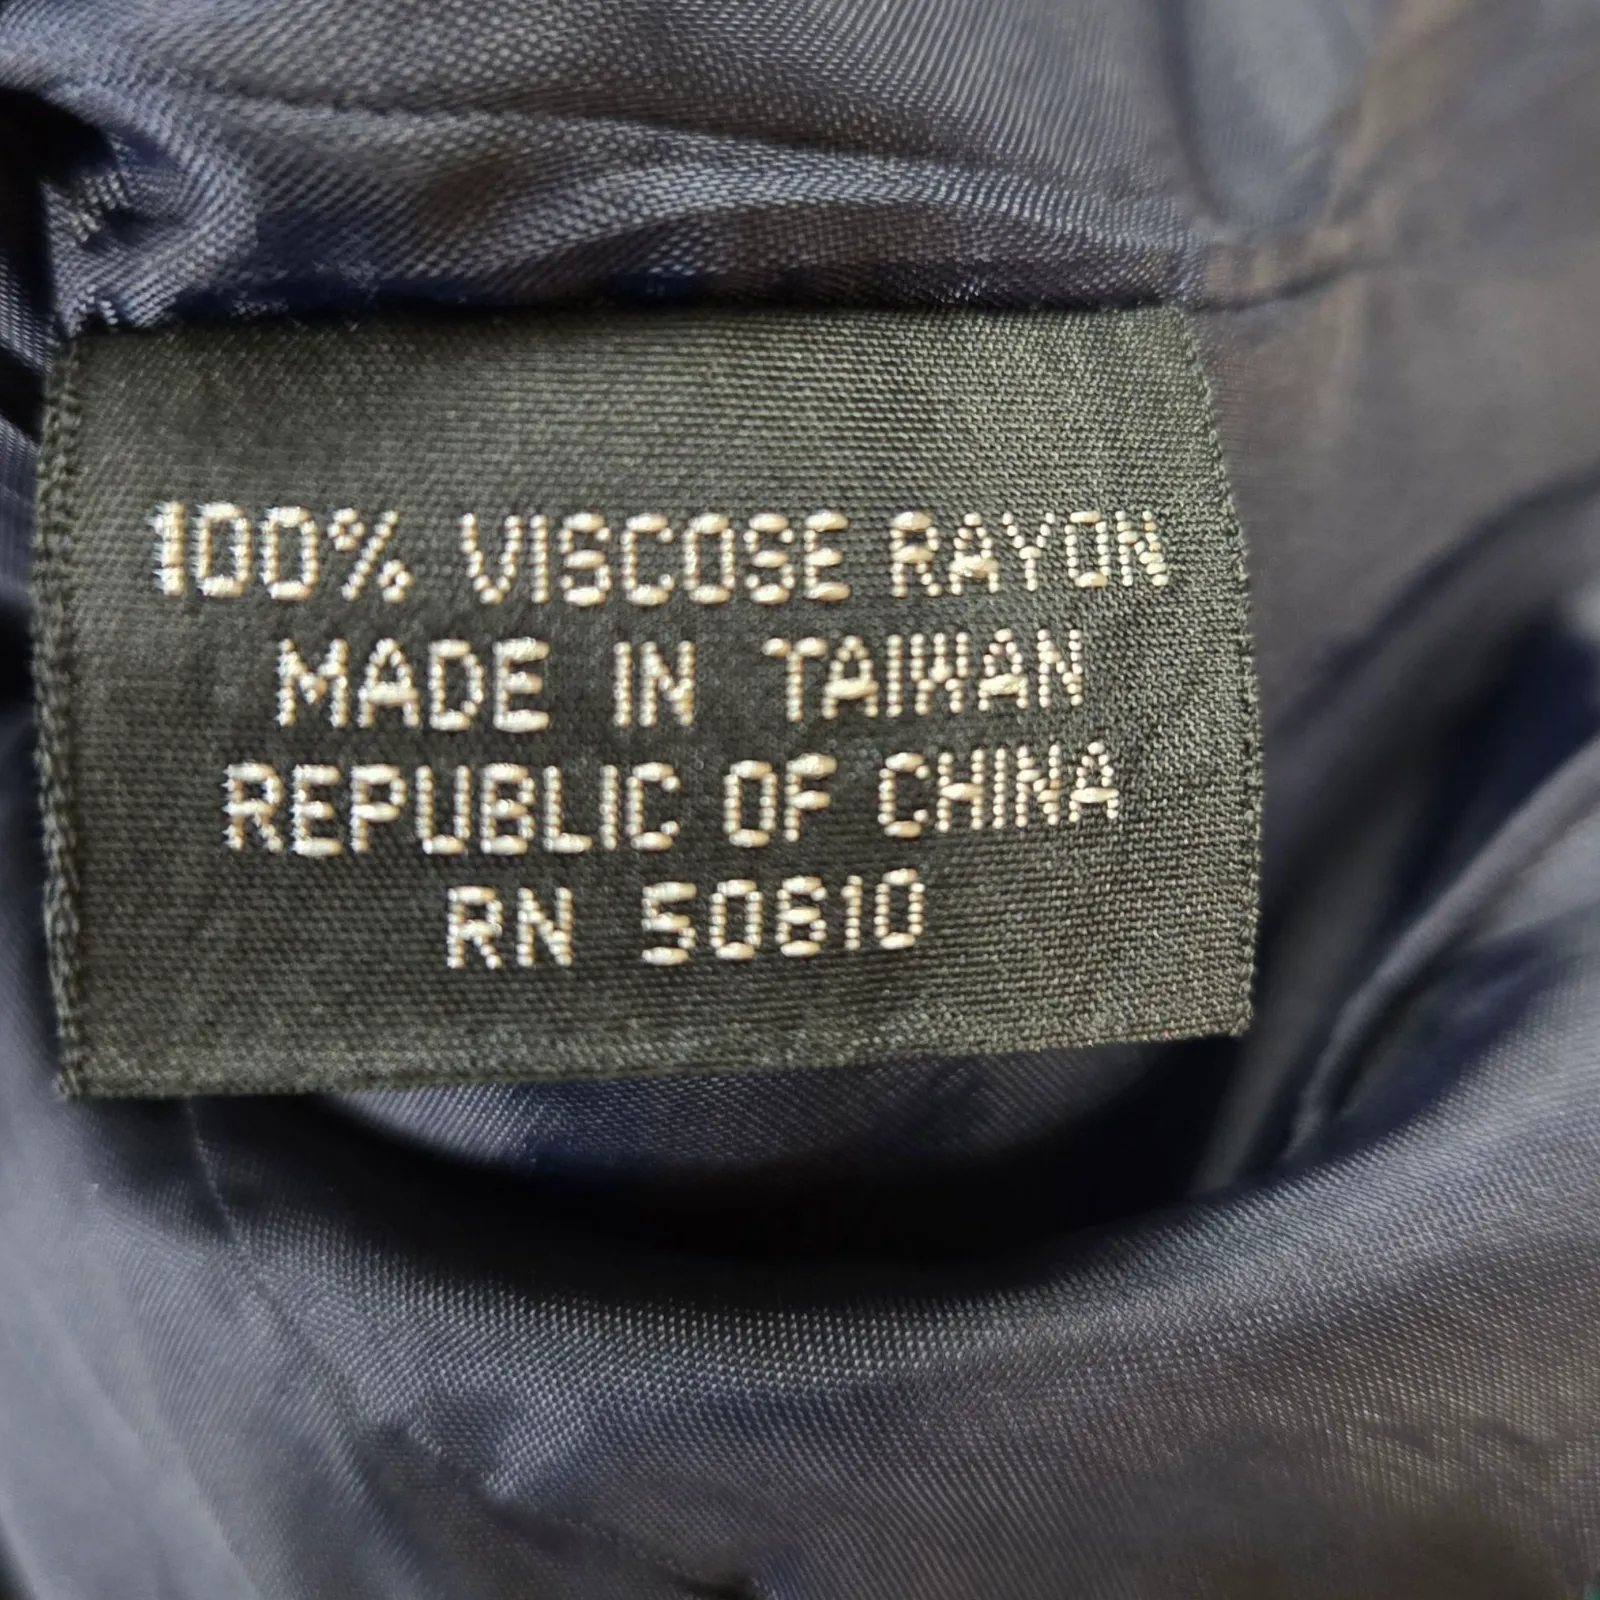 100% VISCOSE RAYON
MADE IN TAIWAN
REPUBLIC OF CHINA
RN 50610